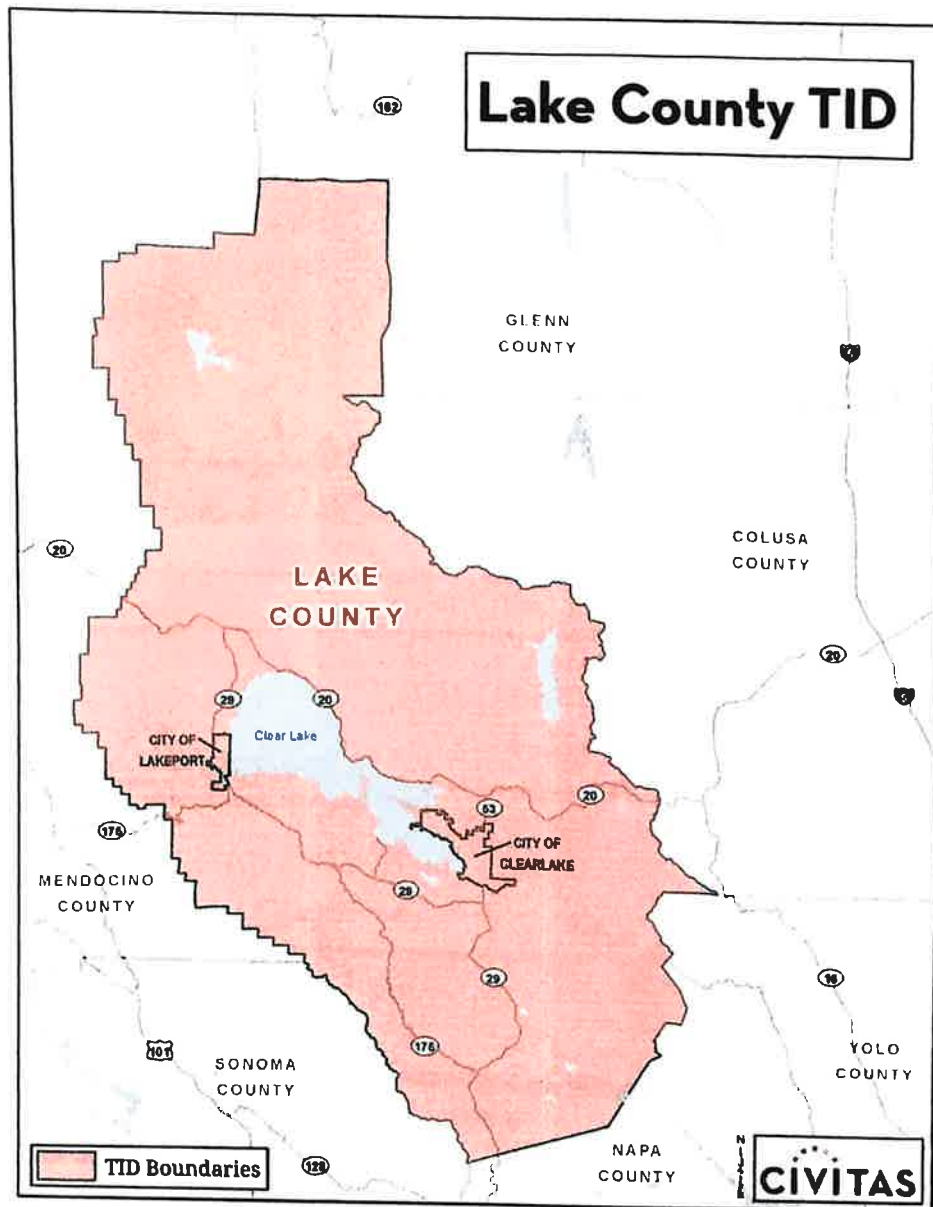 Lake County TID
162
GLENN
COUNTY
5
COLUSA
COUNTY
20
LAKE
COUNTY
20
29
20
5
Clear Lake
CITY OF
LAKEPORT
53
20
175
CITY OF
CLEARLAKE
MENDOCINO
COUNTY
29
29
16
101
175
SONOMA
COUNTY
YOLO
COUNTY
NAPA
COUNTY
128
TID Boundaries
N
CIVITAS